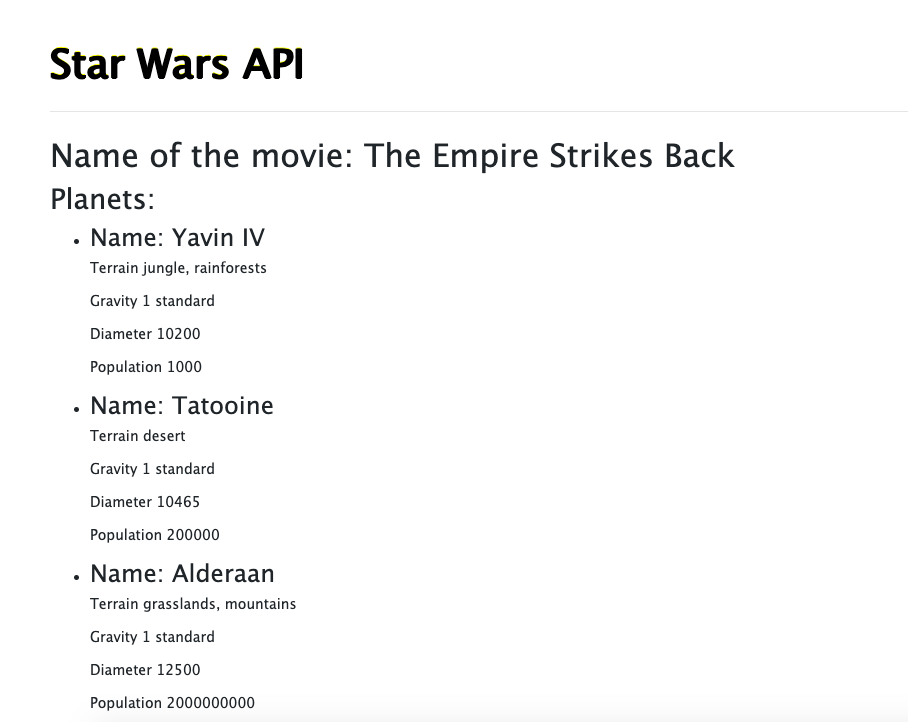 Star Wars API
Name of the movie: The Empire Strikes Back
Planets:
Name: Yavin IV
Terrain jungle, rainforests
Gravity 1 standard
Diameter 10200
Population 1000
Name: Tatooine
Terrain desert
Gravity 1 standard
Diameter 10465
Population 200000
Name: Alderaan
Terrain grasslands, mountains
Gravity 1 standard
Diameter 12500
Population 2000000000